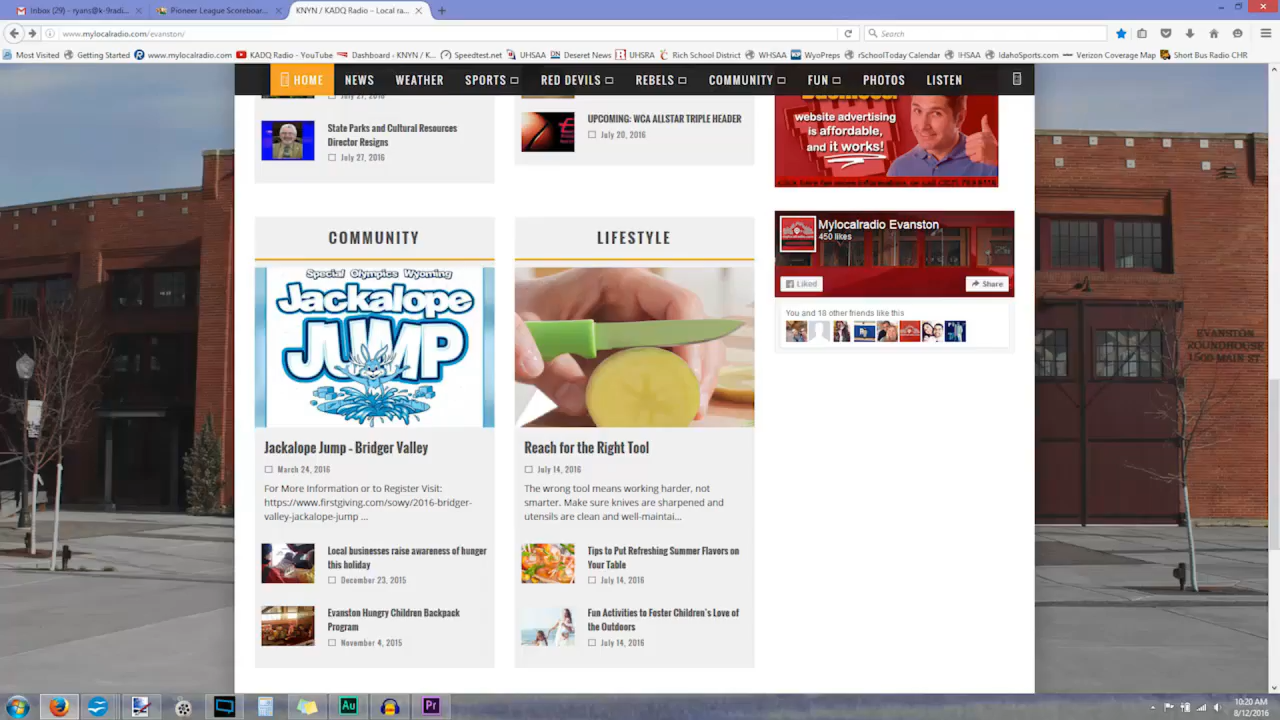 Inbox (29) - ryans@k-9radi...
Pioneer League Scoreboar...
KNYN / KADQ Radio – Local ra...
www.mylocalradio.com/evanston/
Search
Most Visited
Getting Started
www.mylocalradio.com
KADQ Radio - YouTube
Dashboard - KNYN / K...
Speedtest.net
UHSAA
Deseret News
UHSRA
Rich School District
WHSAA
WyoPreps
rSchoolToday Calendar
IHSAA
IdahoSports.com
Verizon Coverage Map
Short Bus Radio CHR
HOME
NEWS
WEATHER
SPORTS
RED DEVILS
REBELS
COMMUNITY
FUN
PHOTOS
LISTEN
July 27, 2016
State Parks and Cultural Resources
Director Resigns
July 27, 2016
UPCOMING: WCA ALLSTAR TRIPLE HEADER
July 20, 2016
website advertising
is affordable,
and it works!
COMMUNITY
Special Olympics Wyoming
Jackalope
JUMP
Jackalope Jump – Bridger Valley
March 24, 2016
For More Information or to Register Visit:
https://www.firstgiving.com/sowy/2016-bridger-
valley-jackalope-jump ...
Local businesses raise awareness of hunger
this holiday
December 23, 2015
Evanston Hungry Children Backpack
Program
November 4, 2015
LIFESTYLE
Reach for the Right Tool
July 14, 2016
The wrong tool means working harder, not
smarter. Make sure knives are sharpened and
utensils are clean and well-maintai...
Tips to Put Refreshing Summer Flavors on
Your Table
July 14, 2016
Fun Activities to Foster Children's Love of
the Outdoors
July 14, 2016
Mylocalradio Evanston
450 likes
Liked
Share
You and 18 other friends like this
EVANSTON
ROUNDHOUSE
1500 MAIN ST.
Au
Pr
10:20 AM
8/12/2016